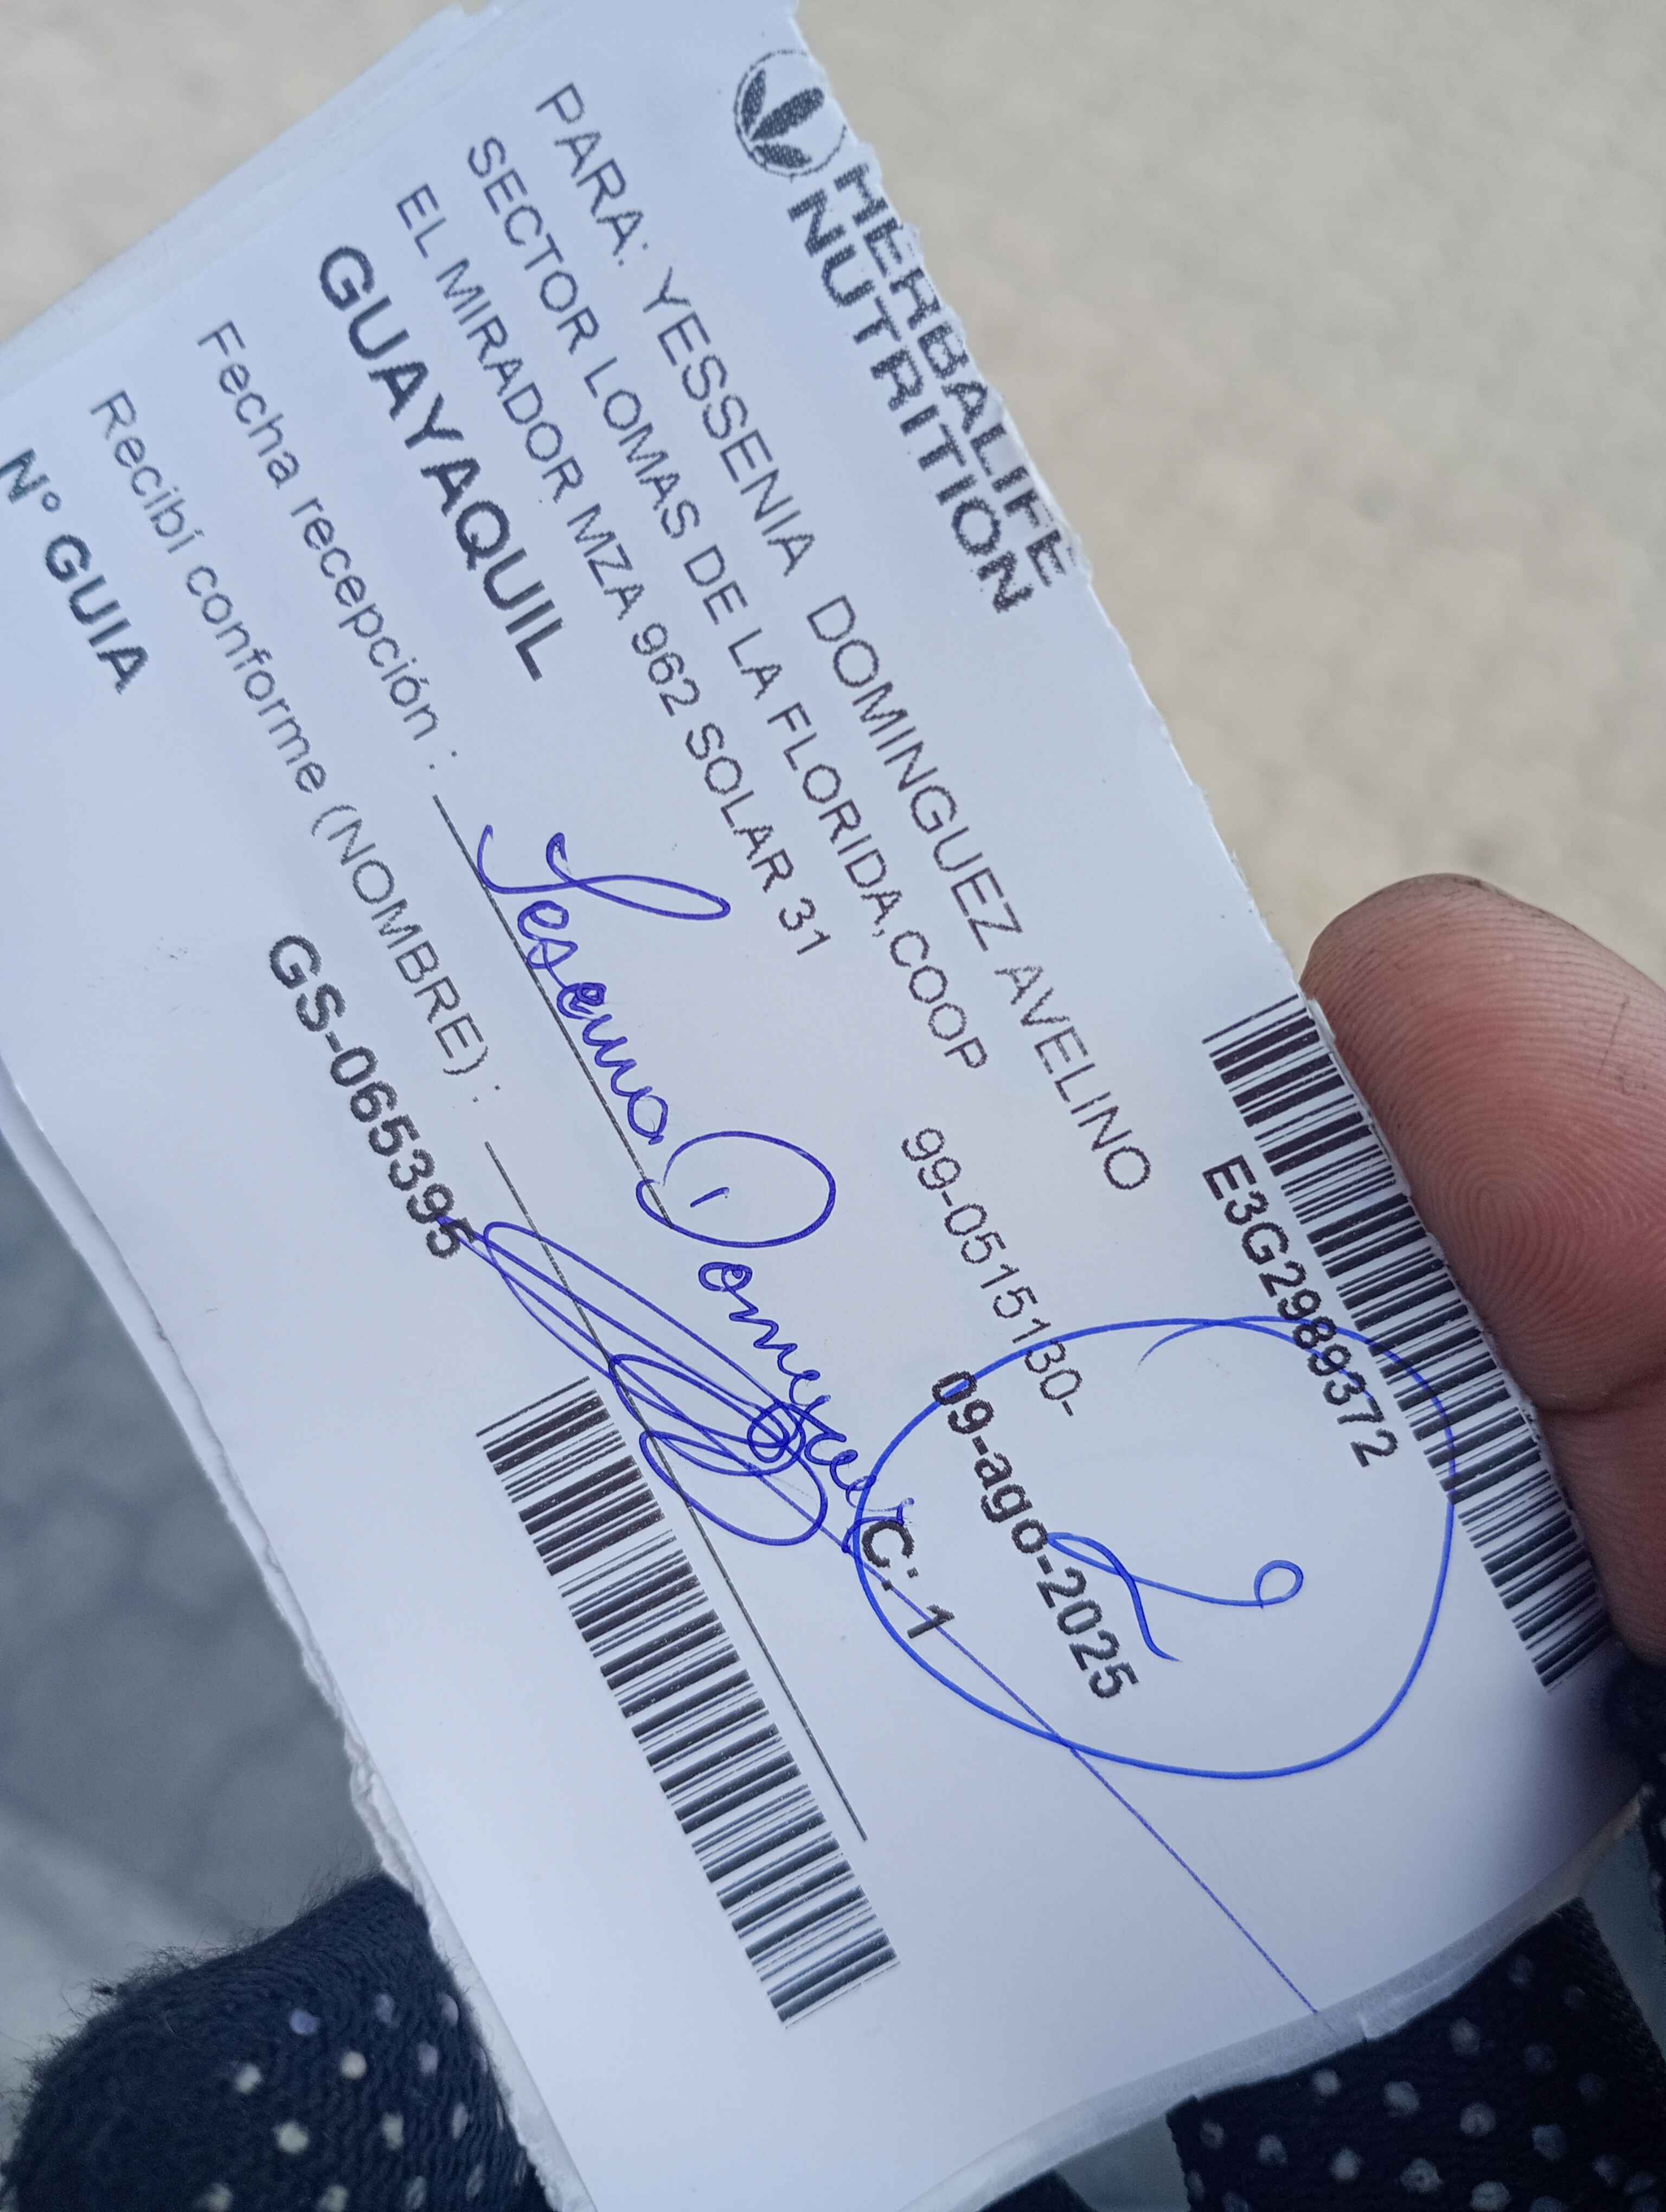 HERBALIFE
NUTRITION
E3G2989372
PARA: YESSENIA DOMINGUEZ AVELINO
SECTOR LOMAS DE LA FLORIDA,COOP
99-0515130-
EL MIRADOR MZA 962 SOLAR 31
09-ago-2025
GUAYAQUIL
C: 1
Fecha recepción :
Recibí conforme (NOMBRE) :
Nº GUIA
GS-065395